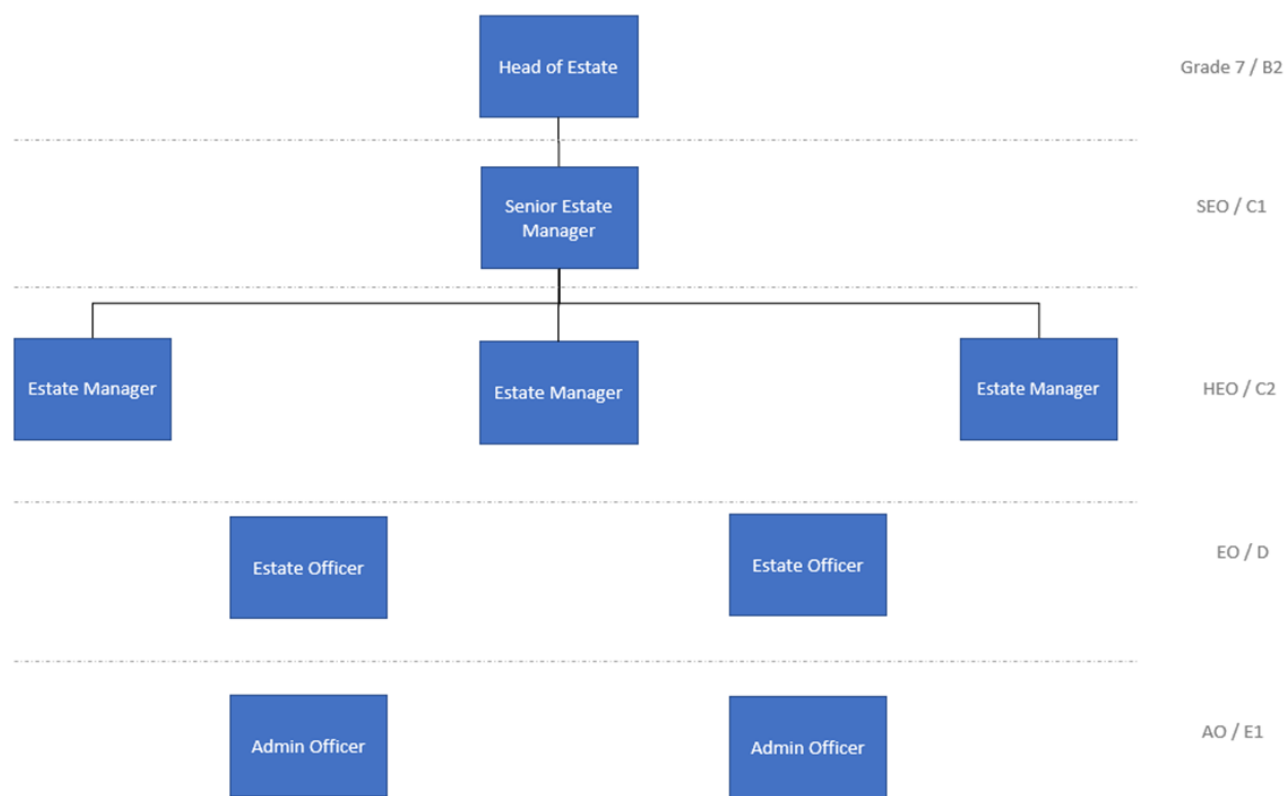 Head of Estate
Grade 7 / B2
Senior Estate
Manager
SEO / C1
Estate Manager
Estate Manager
Estate Manager
HEO / C2
Estate Officer
Estate Officer
EO / D
Admin Officer
Admin Officer
AO / E1